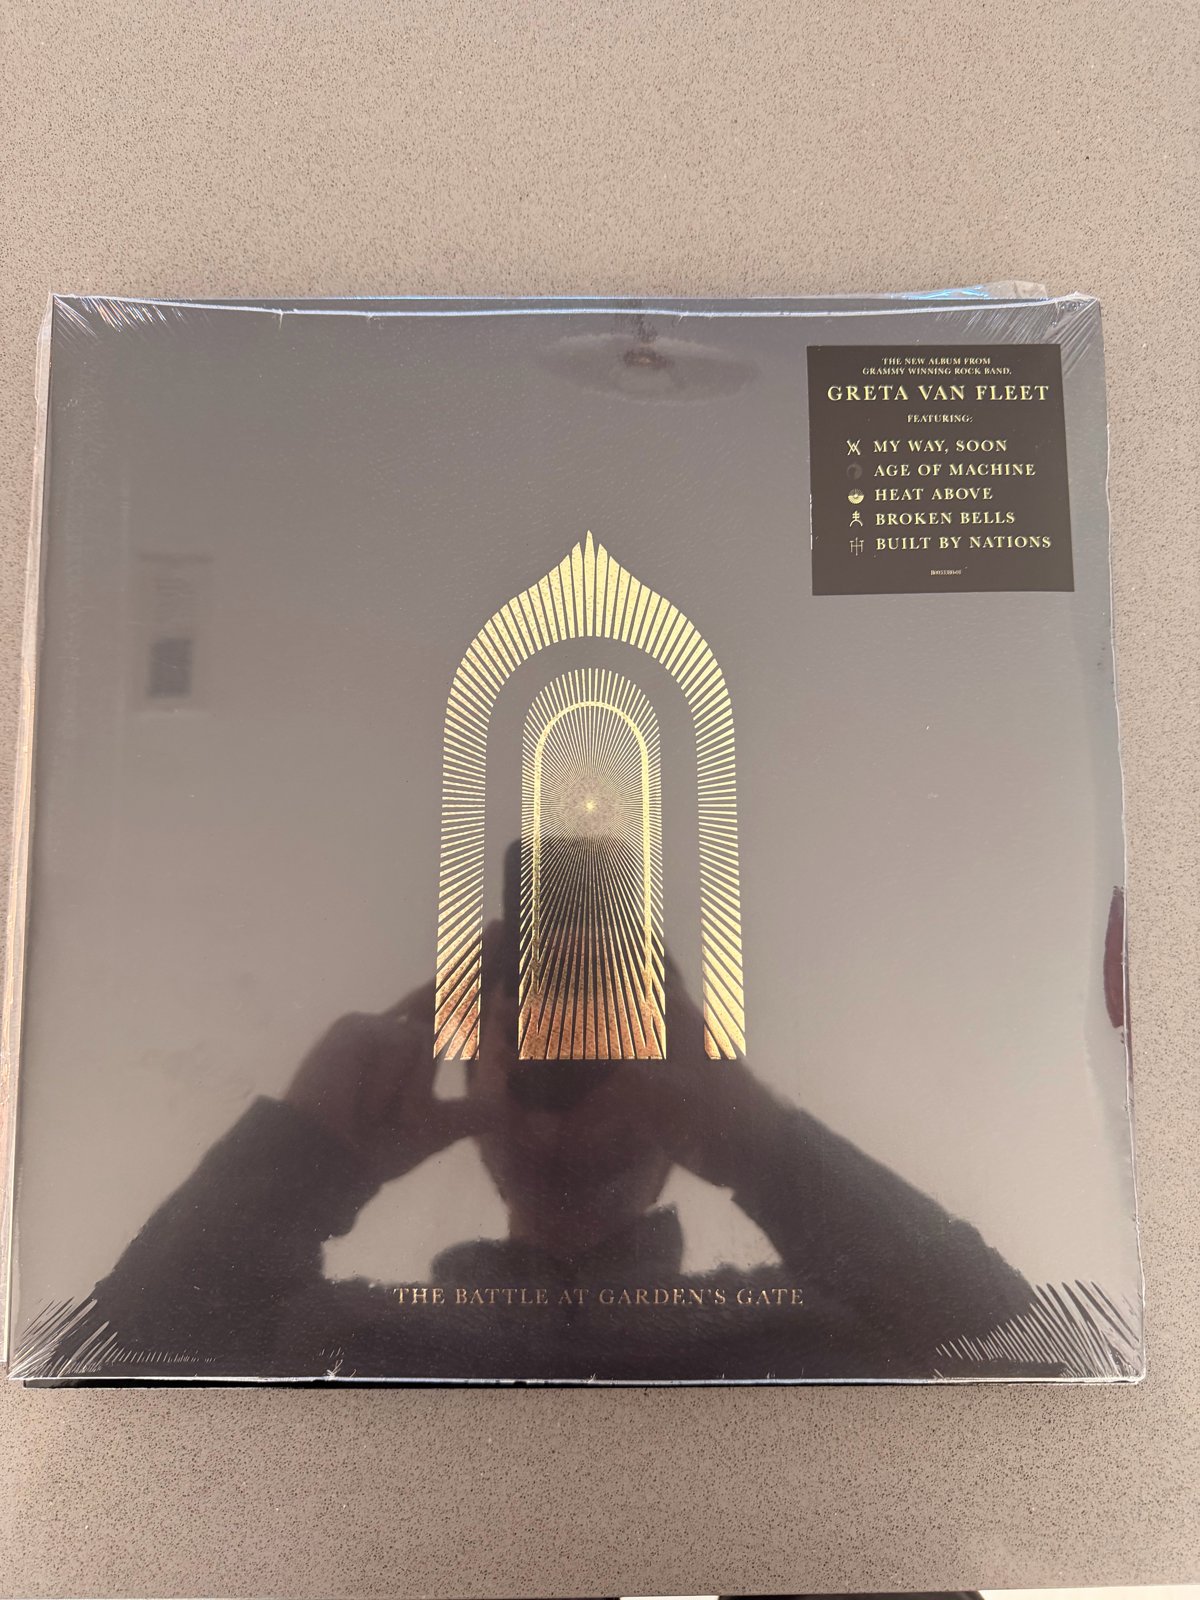 THE NEW ALBUM FROM
GRAMMY WINNING ROCK BAND,
GRETA VAN FLEET
FEATURING:
MY WAY, SOON
AGE OF MACHINE
HEAT ABOVE
BROKEN BELLS
BUILT BY NATIONS
THE BATTLE AT GARDEN'S GATE